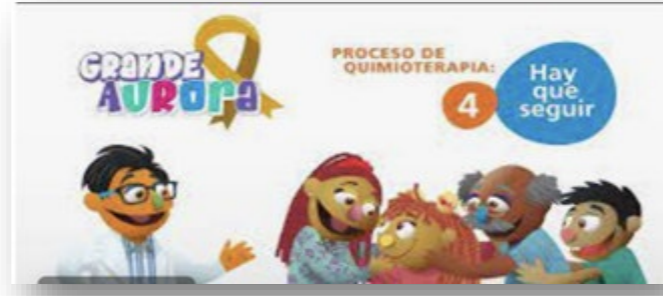 GRANDE
AURORA
PROCESO DE
QUIMIOTERAPIA:
4
Hay
que
seguir